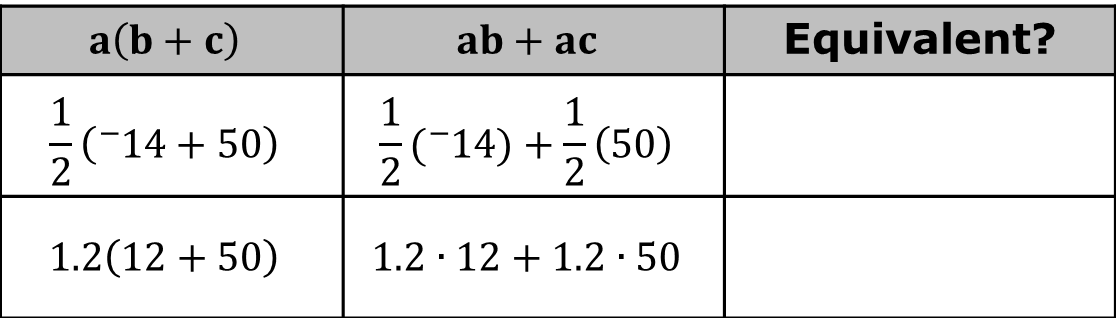 a(b + c) ab + ac Equivalent?
1/2 (⁻14 + 50) 1/2 (⁻14) + 1/2 (50)
1.2(12 + 50) 1.2 · 12 + 1.2 · 50